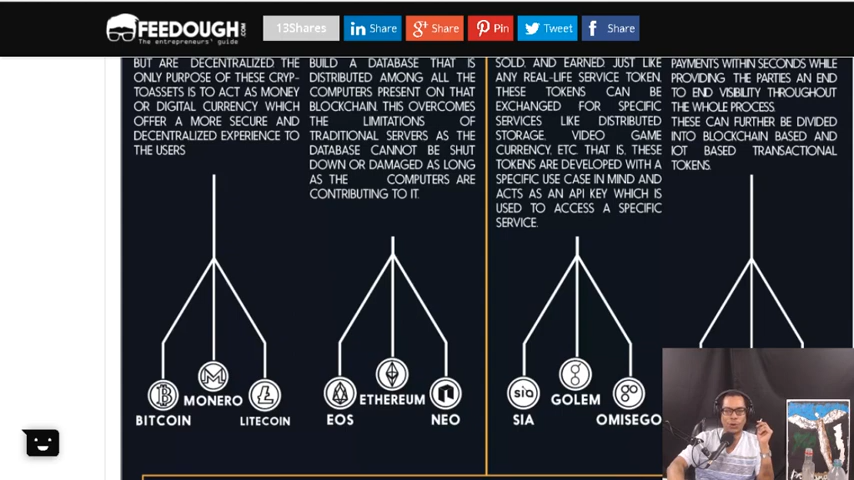 FEEDOUGH.COM
The entrepreneurs' guide
13Shares
Share
Share
Pin
Tweet
Share
BUT ARE DECENTRALIZED. THE
ONLY PURPOSE OF THESE CRYP-
TOASSETS IS TO ACT AS MONEY
OR DIGITAL CURRENCY WHICH
OFFER A MORE SECURE AND
DECENTRALIZED EXPERIENCE TO
THE USERS
BUILD A DATABASE THAT IS
DISTRIBUTED AMONG ALL THE
COMPUTERS PRESENT ON THAT
BLOCKCHAIN. THIS OVERCOMES
THE LIMITATIONS OF
TRADITIONAL SERVERS AS THE
DATABASE CANNOT BE SHUT
DOWN OR DAMAGED AS LONG
AS THE COMPUTERS ARE
CONTRIBUTING TO IT.
SOLD, AND EARNED JUST LIKE
ANY REAL-LIFE SERVICE TOKEN.
THESE TOKENS CAN BE
EXCHANGED FOR SPECIFIC
SERVICES LIKE DISTRIBUTED
STORAGE, VIDEO GAME
CURRENCY, ETC. THAT IS, THESE
TOKENS ARE DEVELOPED WITH A
SPECIFIC USE CASE IN MIND AND
ACTS AS AN API KEY WHICH IS
USED TO ACCESS A SPECIFIC
SERVICE.
PAYMENTS WITHIN SECONDS WHILE
PROVIDING THE PARTIES AN END
TO END VISIBILITY THROUGHOUT
THE WHOLE PROCESS.
THESE CAN FURTHER BE DIVIDED
INTO BLOCKCHAIN BASED AND
IOT BASED TRANSACTIONAL
TOKENS.
BITCOIN
MONERO
LITECOIN
EOS
ETHEREUM
NEO
sia
SIA
GOLEM
OMISEGO